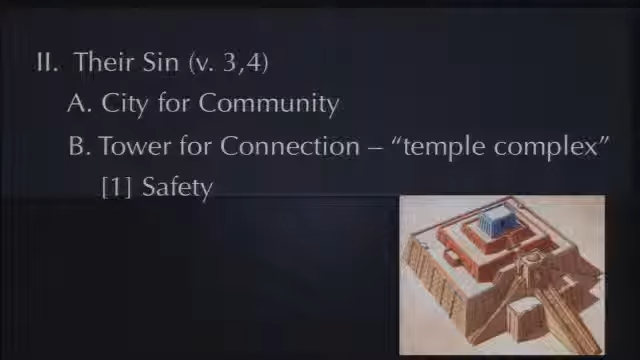 II. Their Sin (v. 3,4)
A. City for Community
B. Tower for Connection – “temple complex”
[1] Safety